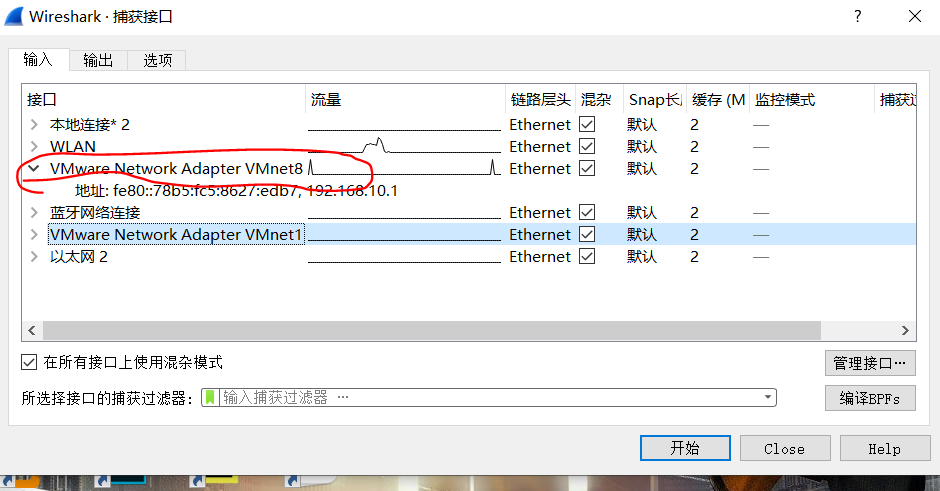 Wireshark · 捕获接口
输入 输出 选项
接口 流量 链路层头 混杂 Snap长 缓存 (M 监控模式 捕获
本地连接* 2 Ethernet 默认 2 —
WLAN Ethernet 默认 2 —
VMware Network Adapter VMnet8 Ethernet 默认 2 —
地址: fe80::78b5:fc5:8627:edb7, 192.168.10.1
蓝牙网络连接 Ethernet 默认 2 —
VMware Network Adapter VMnet1 Ethernet 默认 2 —
以太网 2 Ethernet 默认 2 —
在所有接口上使用混杂模式 管理接口…
所选择接口的捕获过滤器: 输入捕获过滤器 … 编译BPFs
开始 Close Help